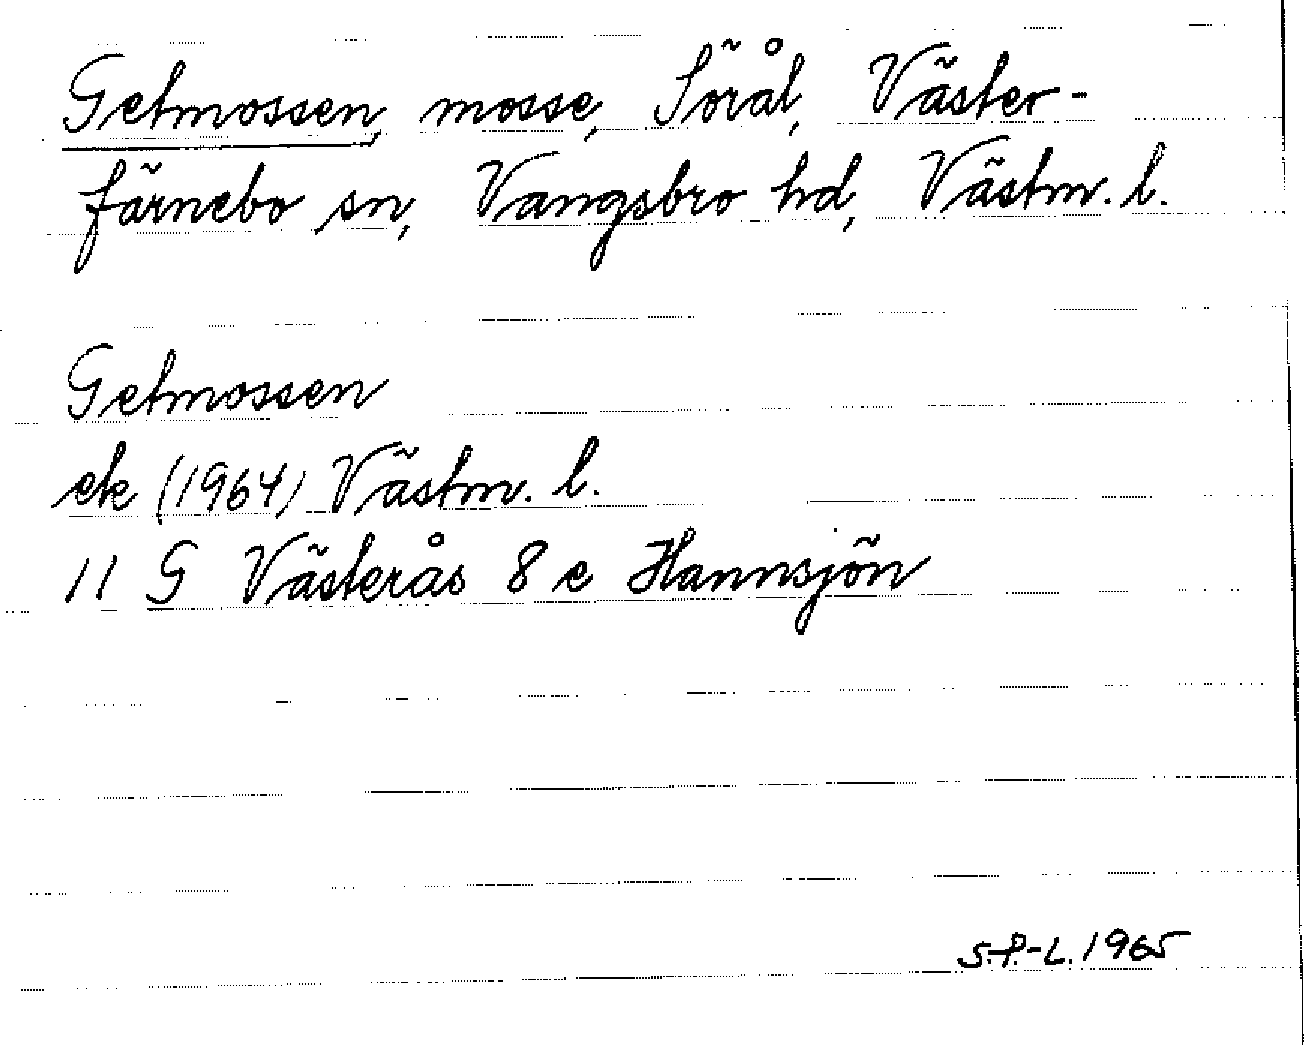 Getmossen, mosse, Sörål, Väster-
färnebo sn, Vangsbro hd, Västm. l.
Getmossen
ek (1964) Västm. l.
11 G Västerås 8 e Hannsjön
S.P.-L. 1965